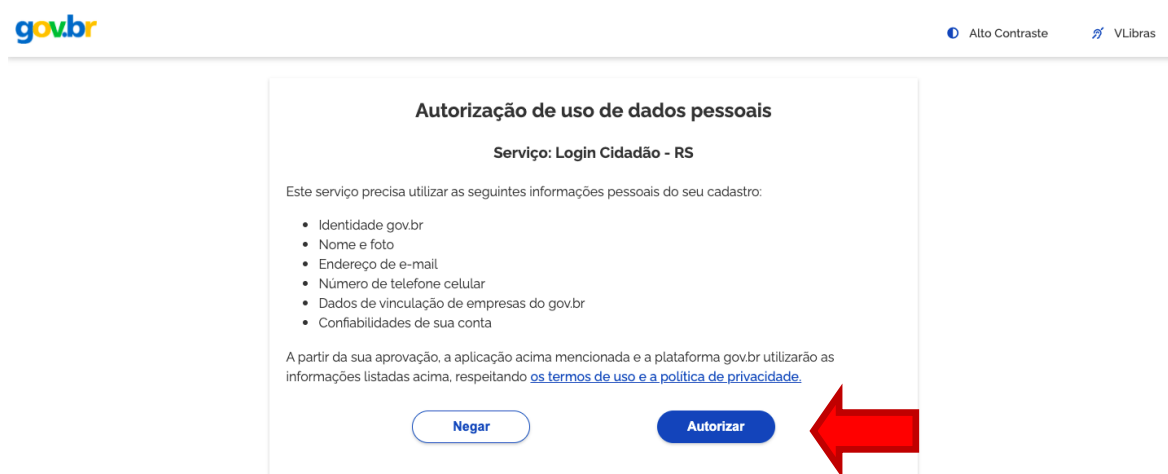 gov.br
Alto Contraste
VLibras
Autorização de uso de dados pessoais
Serviço: Login Cidadão - RS
Este serviço precisa utilizar as seguintes informações pessoais do seu cadastro:
• Identidade gov.br
• Nome e foto
• Endereço de e-mail
• Número de telefone celular
• Dados de vinculação de empresas do gov.br
• Confiabilidades de sua conta
A partir da sua aprovação, a aplicação acima mencionada e a plataforma gov.br utilizarão as
informações listadas acima, respeitando os termos de uso e a política de privacidade.
Negar
Autorizar